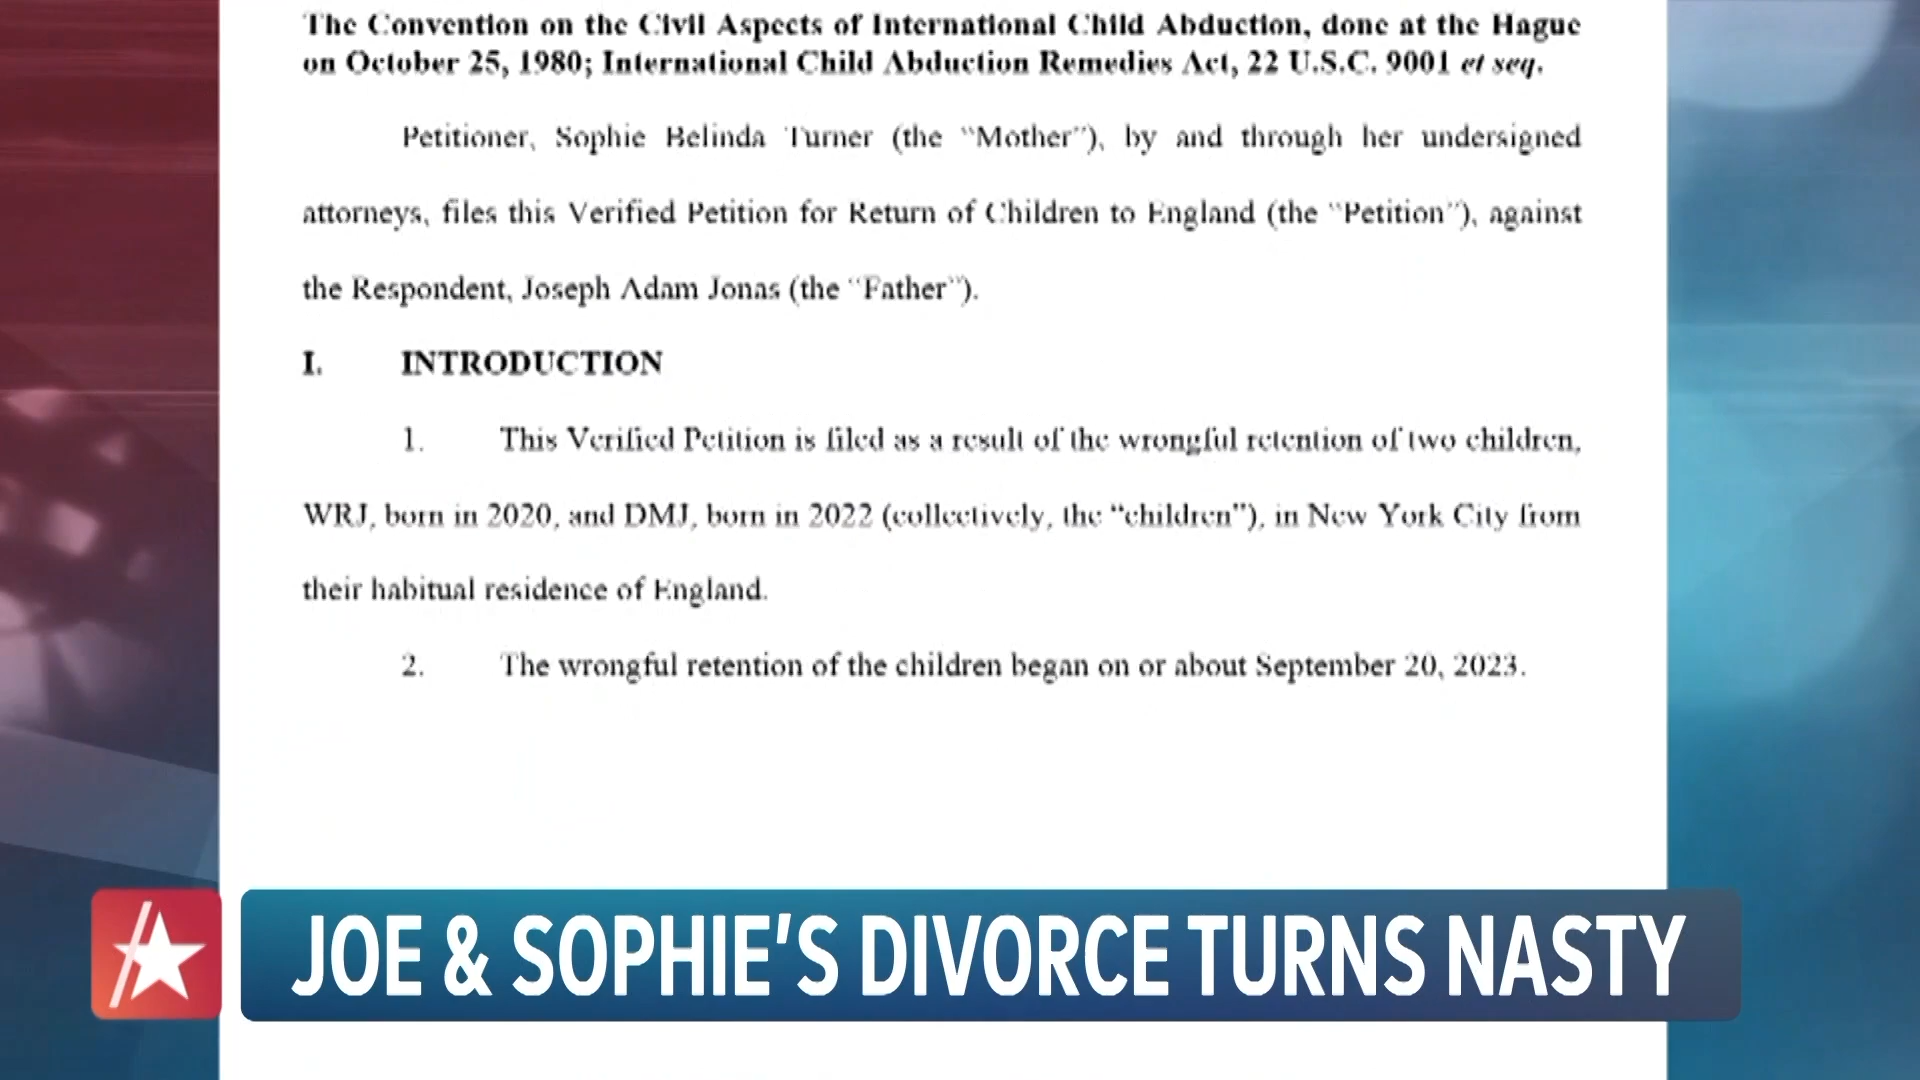 The Convention on the Civil Aspects of International Child Abduction, done at the Hague
on October 25, 1980; International Child Abduction Remedies Act, 22 U.S.C. 9001 et seq.
Petitioner, Sophie Belinda Turner (the “Mother”), by and through her undersigned
attorneys, files this Verified Petition for Return of Children to England (the “Petition”), against
the Respondent, Joseph Adam Jonas (the “Father”).
I. INTRODUCTION
1. This Verified Petition is filed as a result of the wrongful retention of two children,
WRJ, born in 2020, and DMJ, born in 2022 (collectively, the “children”), in New York City from
their habitual residence of England.
2. The wrongful retention of the children began on or about September 20, 2023.
JOE & SOPHIE’S DIVORCE TURNS NASTY